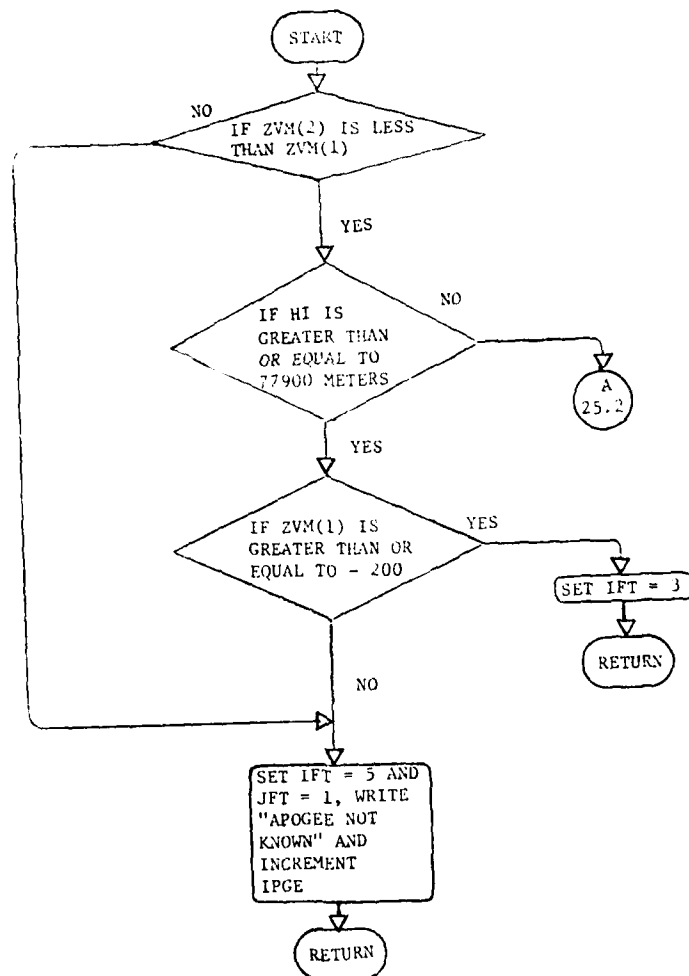 START
NO
IF ZVM(2) IS LESS
THAN ZVM(1)
YES
NO
IF HI IS
GREATER THAN
OR EQUAL TO
77900 METERS
A
25.2
YES
IF ZVM(1) IS
GREATER THAN OR
EQUAL TO - 200
YES
SET IFT = 3
RETURN
NO
SET IFT = 5 AND
JFT = 1, WRITE
"APOGEE NOT
KNOWN" AND
INCREMENT
IPGE
RETURN